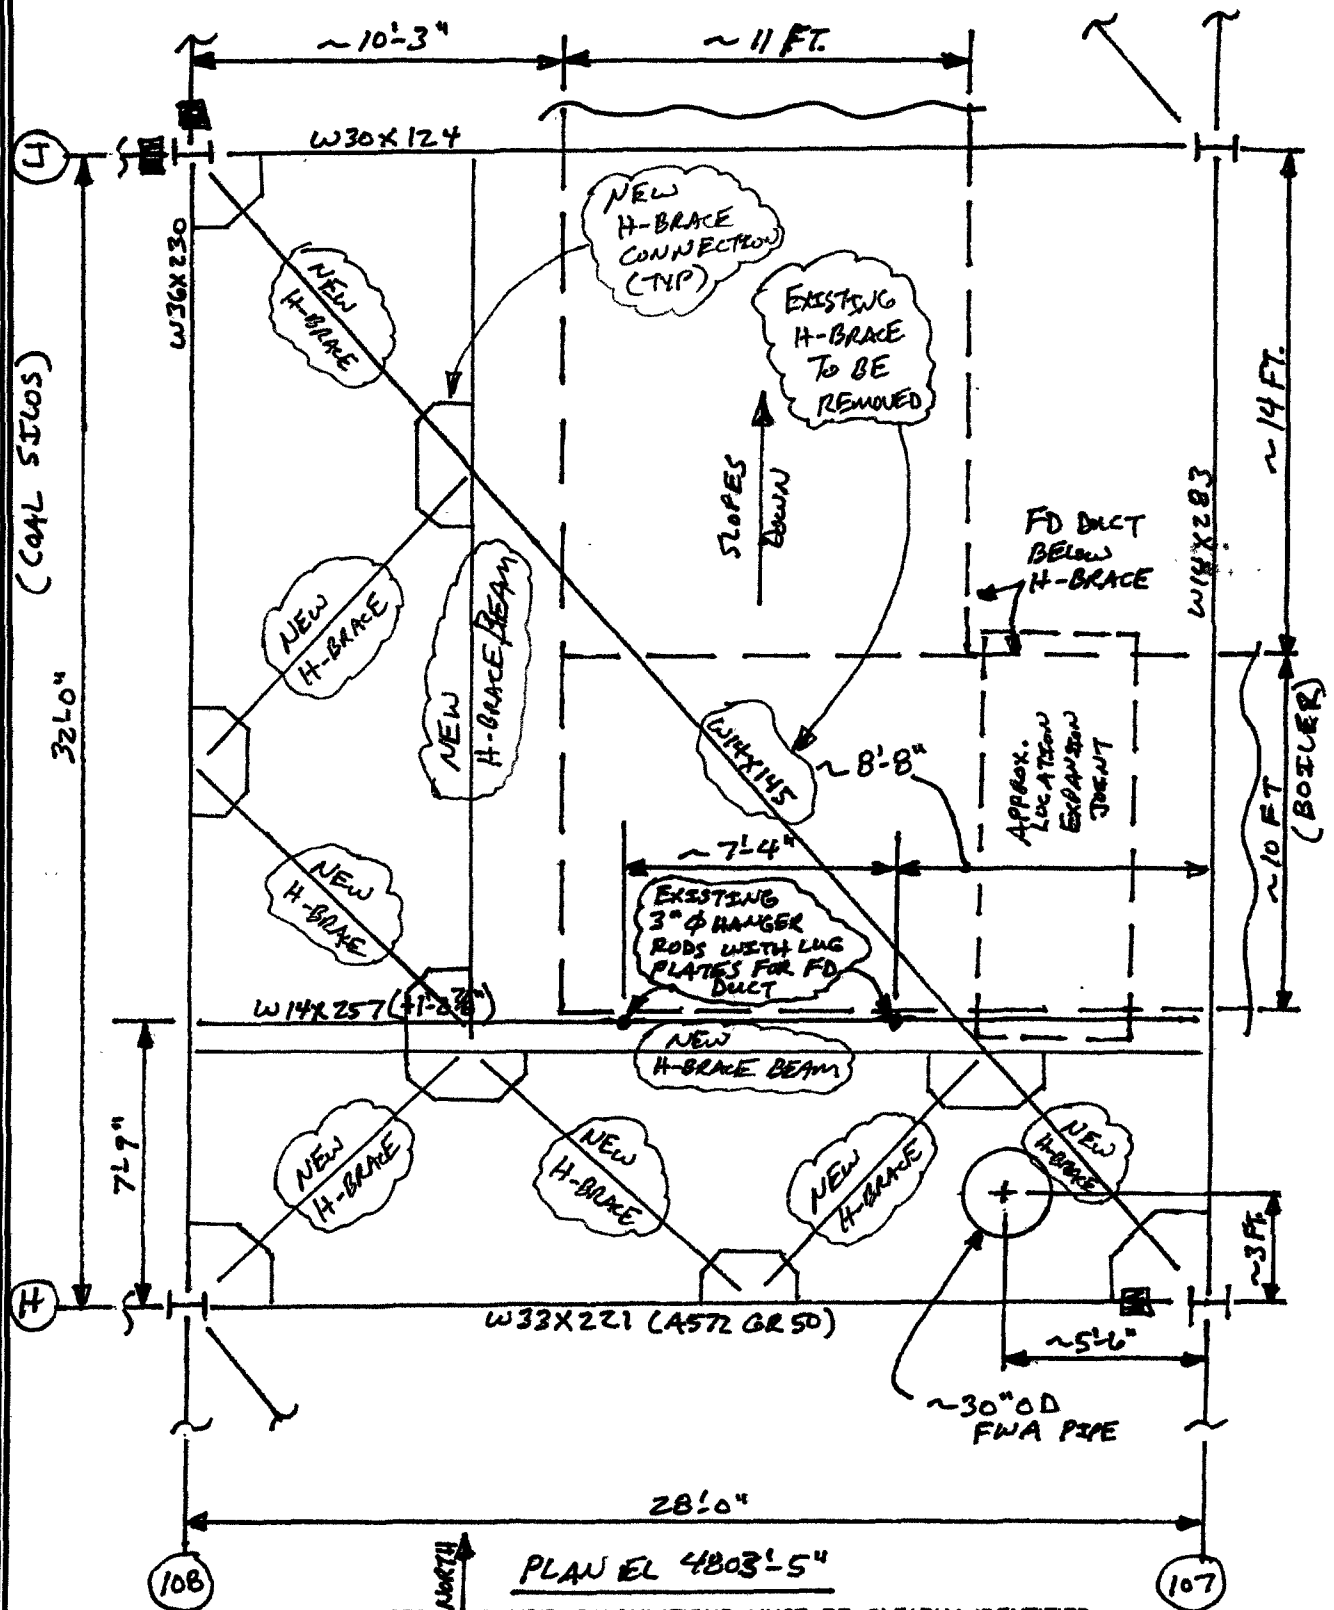 ~10'-3"
~11 FT.
4
W30X124
W36X230
(COAL SILOS)
32'-0"
NEW
H-BRACE
CONNECTION
(TYP)
EXISTING
H-BRACE
TO BE
REMOVED
NEW
H-BRACE
SLOPES
DOWN
~14 FT.
W14X283
FD DUCT
BELOW
H-BRACE
NEW
H-BRACE
NEW
H-BRACE BEAM
W14X145
~8'-8"
APPROX.
LOCATION
EXPANSION
JOINT
~10 FT
(BOILER)
~7'-4"
NEW
H-BRACE
EXISTING
3"Φ HANGER
RODS WITH LUG
PLATES FOR FD
DUCT
W14X257
NEW
H-BRACE BEAM
7'-9"
NEW
H-BRACE
NEW
H-BRACE
NEW
H-BRACE
NEW
H-BRACE
~3 FT.
H
W33X221 (A572 GR50)
~5'-6"
~30" OD
FWA PIPE
28'-0"
108
NORTH
PLAN EL 4803'-5"
107